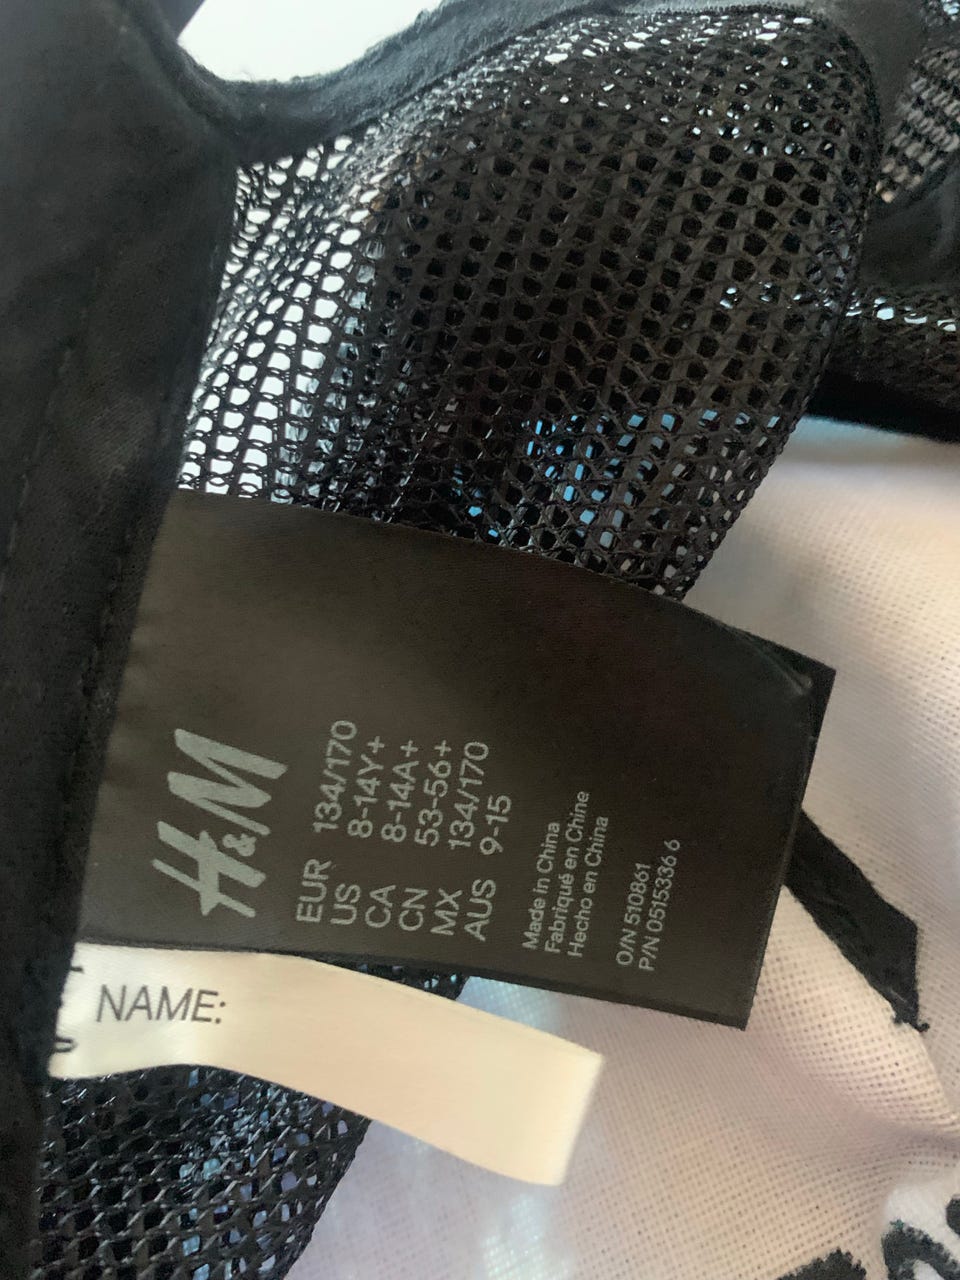 H&M
EUR 134/170
US 8-14Y+
CA 8-14A+
CN 53-56+
MX 134/170
AUS 9-15
Made in China
Fabriqué en Chine
Hecho en China
O/N 510861
P/N 0515336 6
NAME: